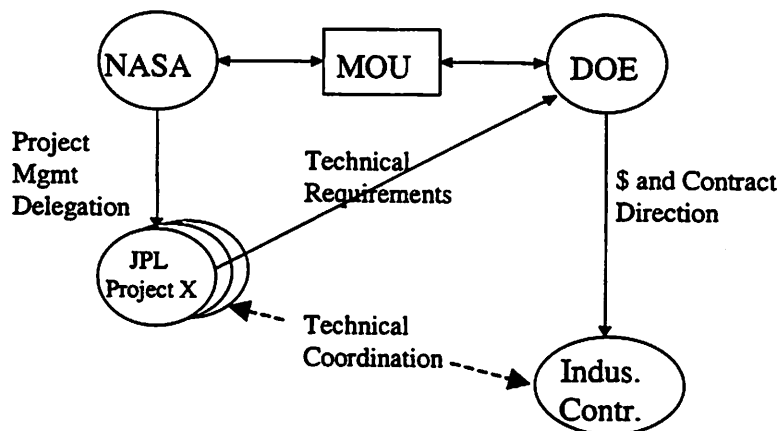 NASA
MOU
DOE
Project
Mgmt
Delegation
Technical
Requirements
$ and Contract
Direction
JPL
Project X
Technical
Coordination
Indus.
Contr.